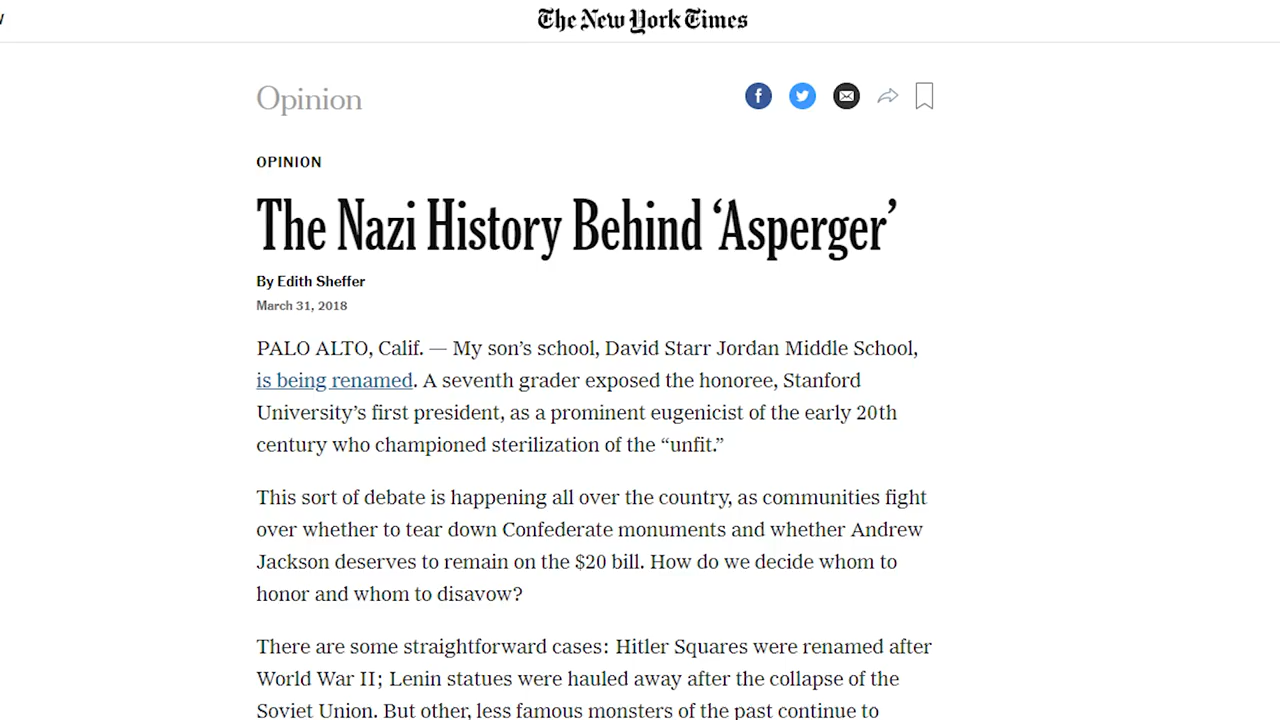 The New York Times
Opinion
OPINION
The Nazi History Behind ‘Asperger’
By Edith Sheffer
March 31, 2018
PALO ALTO, Calif. — My son’s school, David Starr Jordan Middle School,
is being renamed. A seventh grader exposed the honoree, Stanford
University’s first president, as a prominent eugenicist of the early 20th
century who championed sterilization of the “unfit.”
This sort of debate is happening all over the country, as communities fight
over whether to tear down Confederate monuments and whether Andrew
Jackson deserves to remain on the $20 bill. How do we decide whom to
honor and whom to disavow?
There are some straightforward cases: Hitler Squares were renamed after
World War II; Lenin statues were hauled away after the collapse of the
Soviet Union. But other, less famous monsters of the past continue to